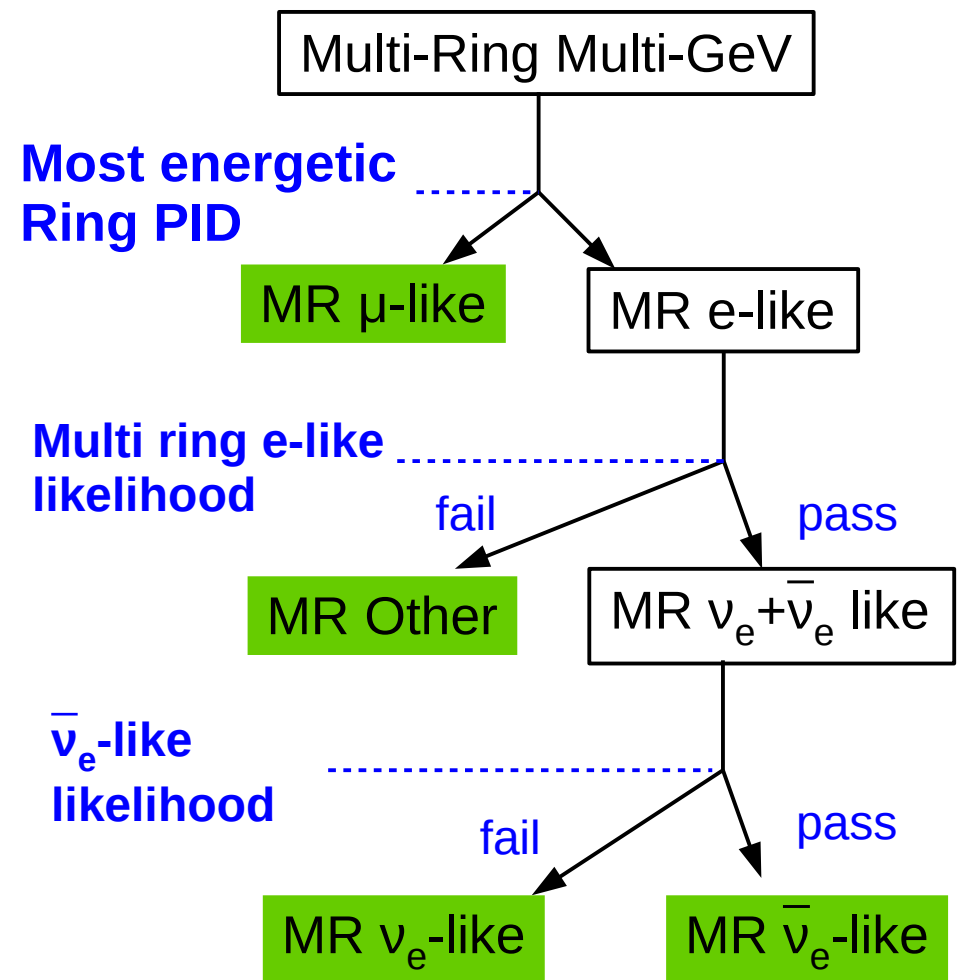 Multi-Ring Multi-GeV
Most energetic
Ring PID
MR μ-like
MR e-like
Multi ring e-like
likelihood
fail
pass
MR Other
MR νₑ+ν̅ₑ like
ν̅ₑ-like
likelihood
fail
pass
MR νₑ-like
MR ν̅ₑ-like